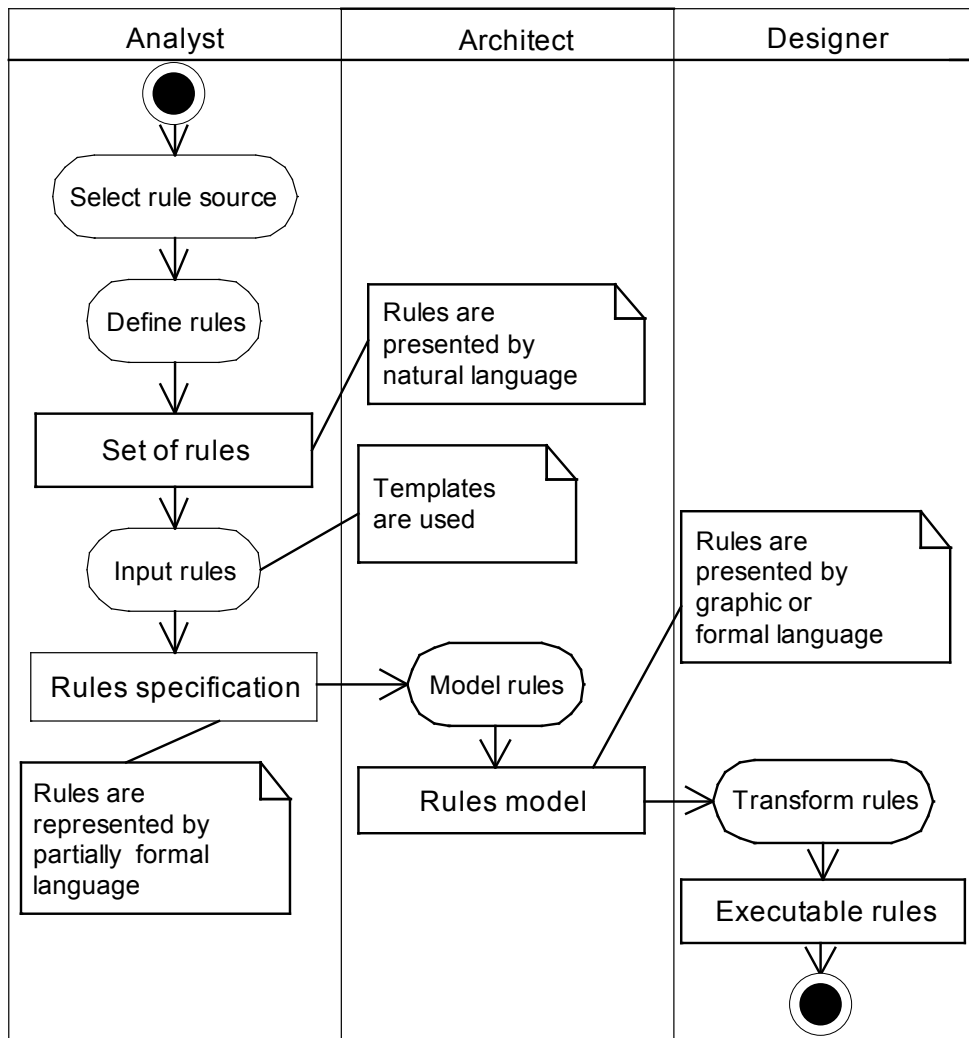 Analyst
Architect
Designer
Select rule source
Define rules
Rules are
presented by
natural language
Set of rules
Templates
are used
Input rules
Rules are
presented by
graphic or
formal language
Rules specification
Model rules
Rules are
represented by
partially formal
language
Rules model
Transform rules
Executable rules